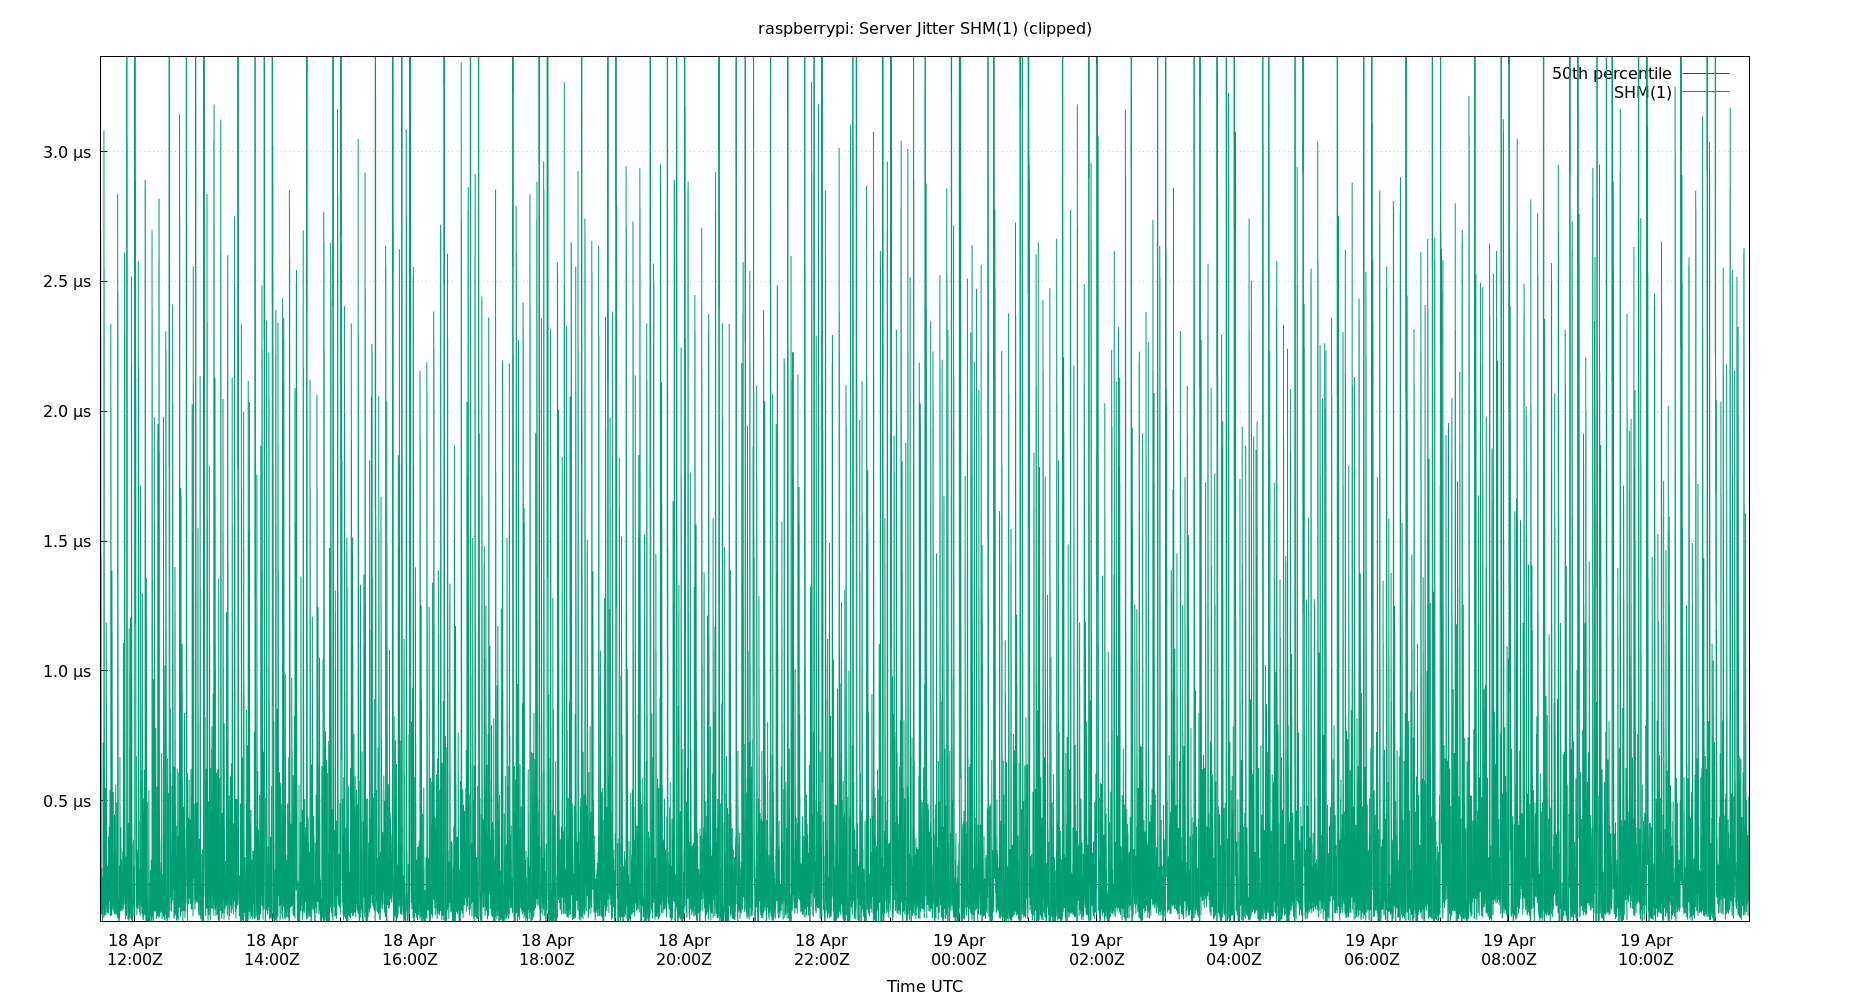 raspberrypi: Server Jitter SHM(1) (clipped)
50th percentile
SHM(1)
3.0 µs
2.5 µs
2.0 µs
1.5 µs
1.0 µs
0.5 µs
18 Apr 18 Apr 18 Apr 18 Apr 18 Apr 18 Apr 19 Apr 19 Apr 19 Apr 19 Apr 19 Apr 19 Apr
12:00Z 14:00Z 16:00Z 18:00Z 20:00Z 22:00Z 00:00Z 02:00Z 04:00Z 06:00Z 08:00Z 10:00Z
Time UTC